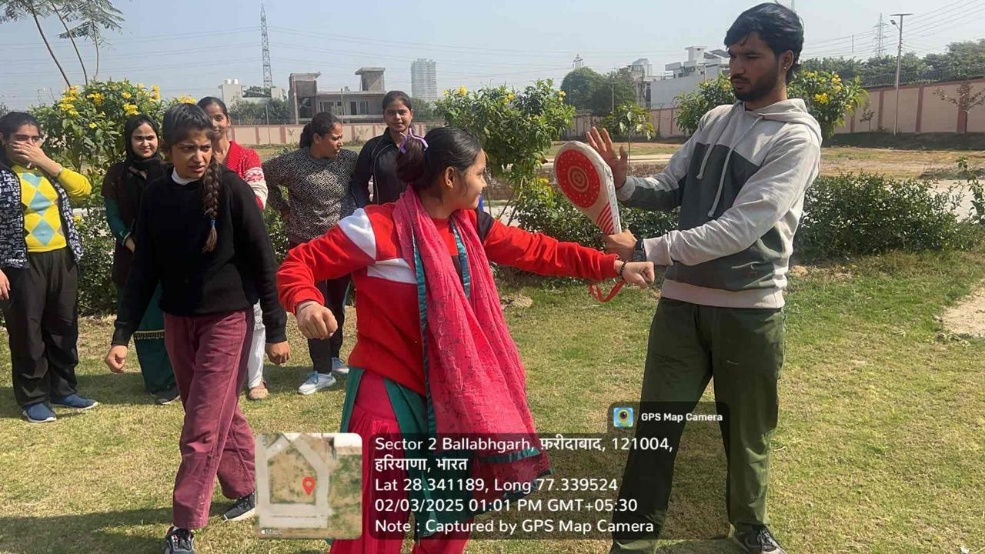 GPS Map Camera
Sector 2 Ballabhgarh, फ़रीदाबाद, 121004,
हरियाणा, भारत
Lat 28.341189, Long 77.339524
02/03/2025 01:01 PM GMT+05:30
Note : Captured by GPS Map Camera